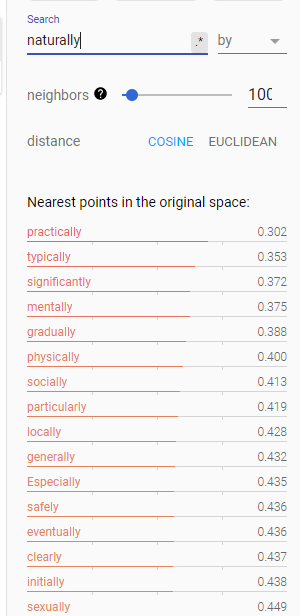 Search
naturally .* by
neighbors ? 100
distance COSINE EUCLIDEAN
Nearest points in the original space:
practically 0.302
typically 0.353
significantly 0.372
mentally 0.375
gradually 0.388
physically 0.400
socially 0.413
particularly 0.419
locally 0.428
generally 0.432
Especially 0.435
safely 0.436
eventually 0.436
clearly 0.437
initially 0.438
sexually 0.449